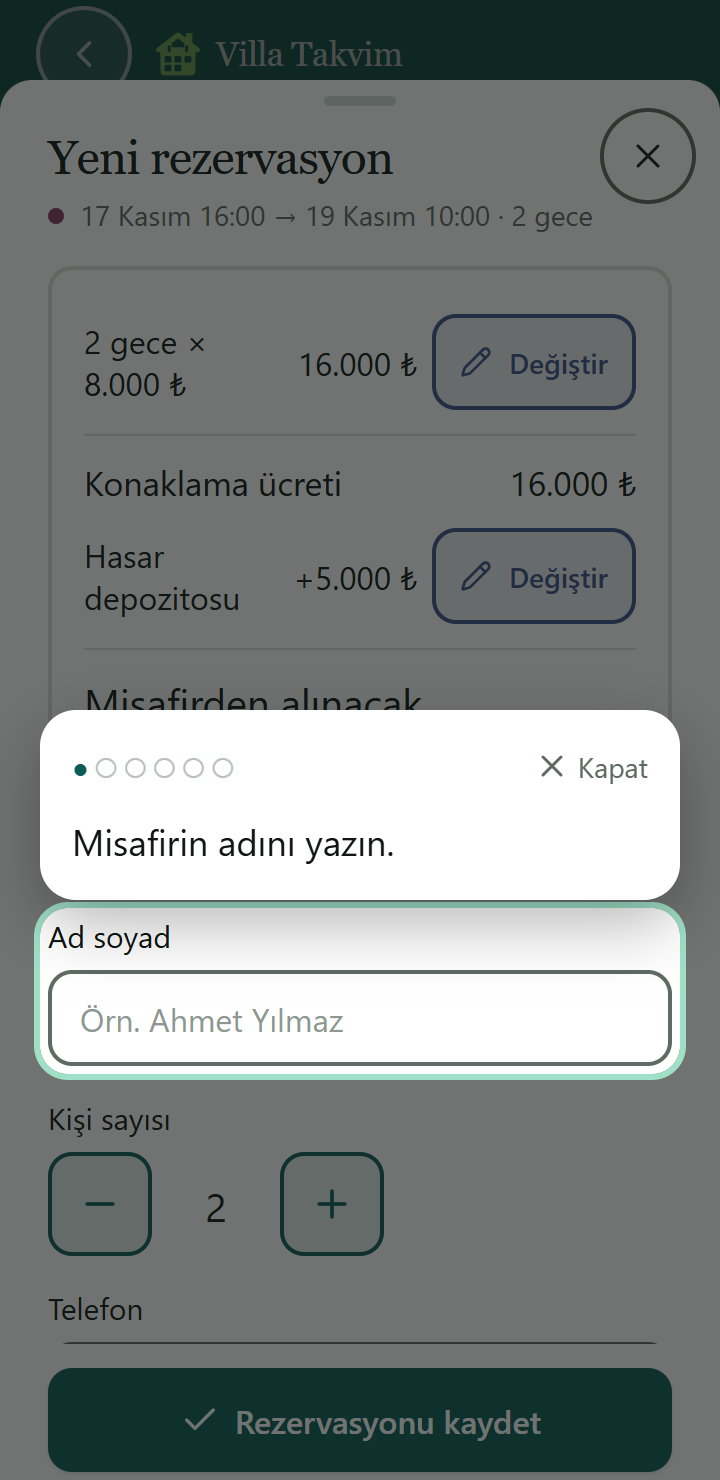 Villa Takvim
Yeni rezervasyon
17 Kasım 16:00 → 19 Kasım 10:00 · 2 gece
2 gece ×
8.000 ₺
16.000 ₺
Değiştir
Konaklama ücreti
16.000 ₺
Hasar
depozitosu
+5.000 ₺
Değiştir
Misafirden alınacak
Kapat
Misafirin adını yazın.
Ad soyad
Örn. Ahmet Yılmaz
Kişi sayısı
2
Telefon
Rezervasyonu kaydet